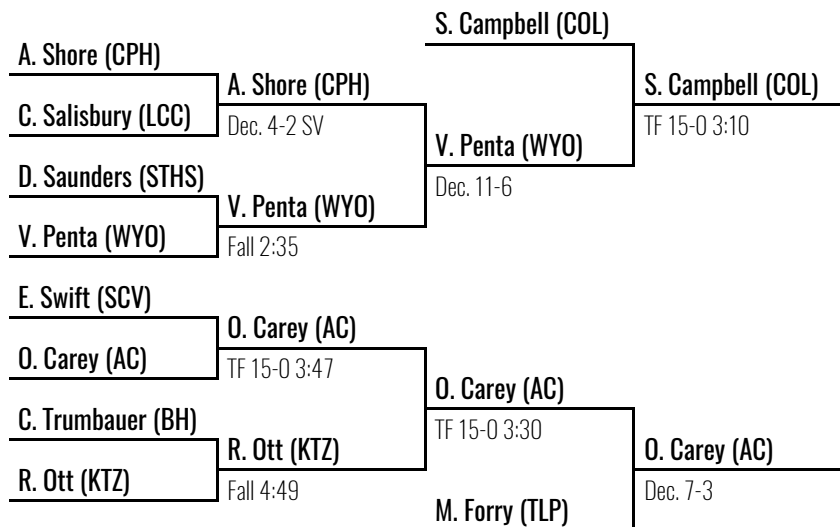 S. Campbell (COL)
A. Shore (CPH)
A. Shore (CPH)
S. Campbell (COL)
C. Salisbury (LCC)
Dec. 4-2 SV
TF 15-0 3:10
V. Penta (WYO)
D. Saunders (STHS)
Dec. 11-6
V. Penta (WYO)
V. Penta (WYO)
Fall 2:35
E. Swift (SCV)
O. Carey (AC)
O. Carey (AC)
TF 15-0 3:47
O. Carey (AC)
C. Trumbauer (BH)
TF 15-0 3:30
R. Ott (KTZ)
O. Carey (AC)
R. Ott (KTZ)
Fall 4:49
Dec. 7-3
M. Forry (TLP)